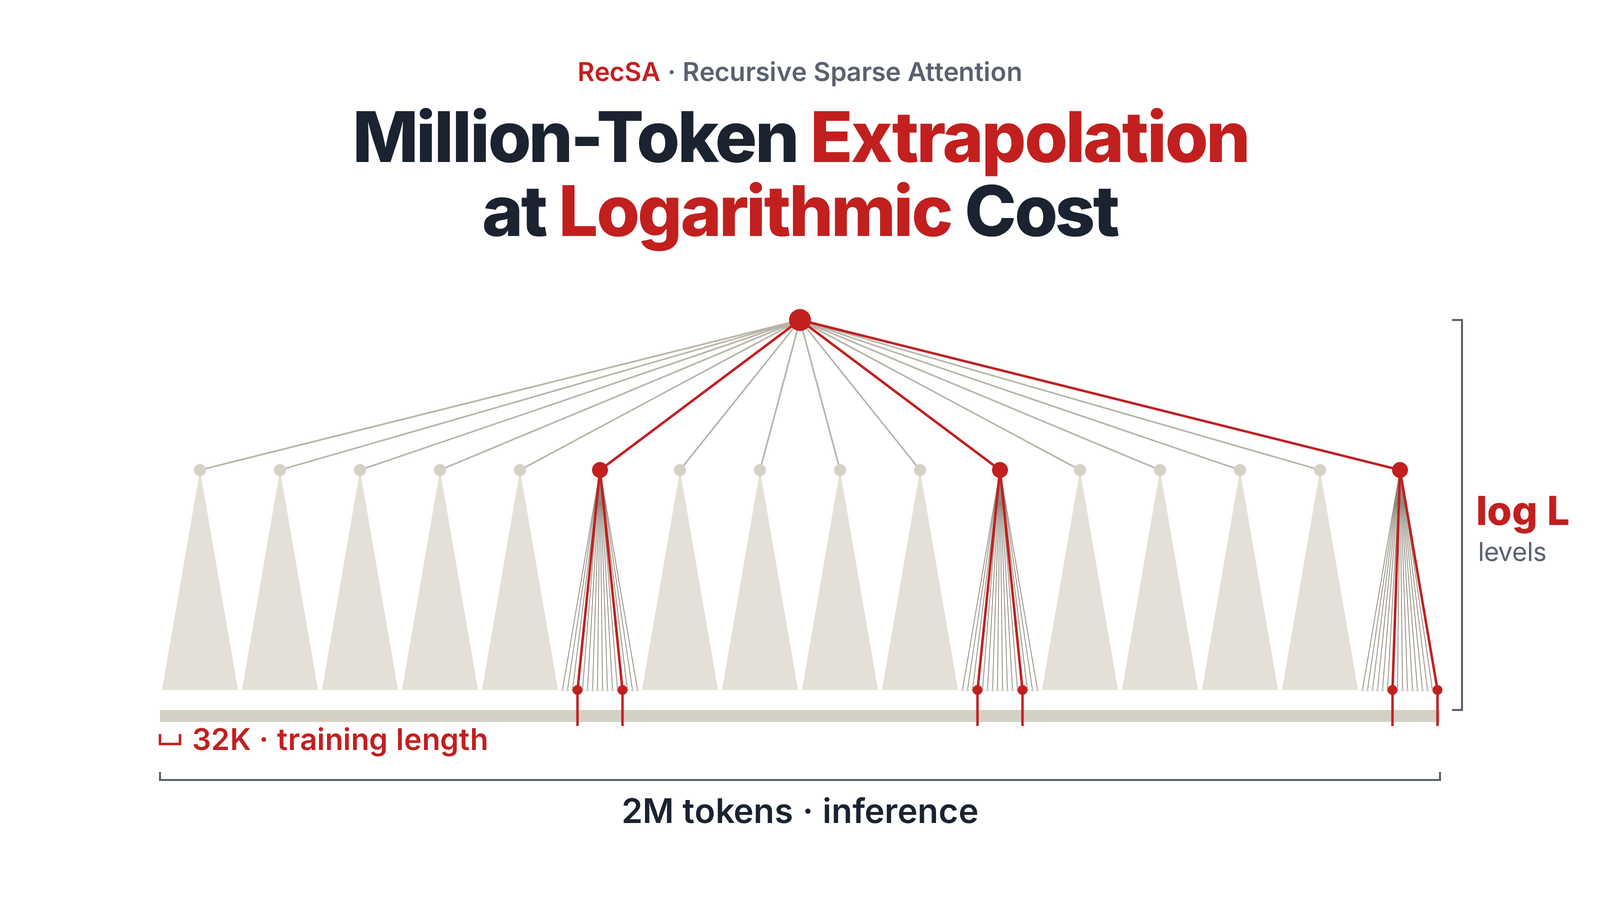 RecSA · Recursive Sparse Attention
Million-Token Extrapolation
at Logarithmic Cost
log L
levels
32K · training length
2M tokens · inference